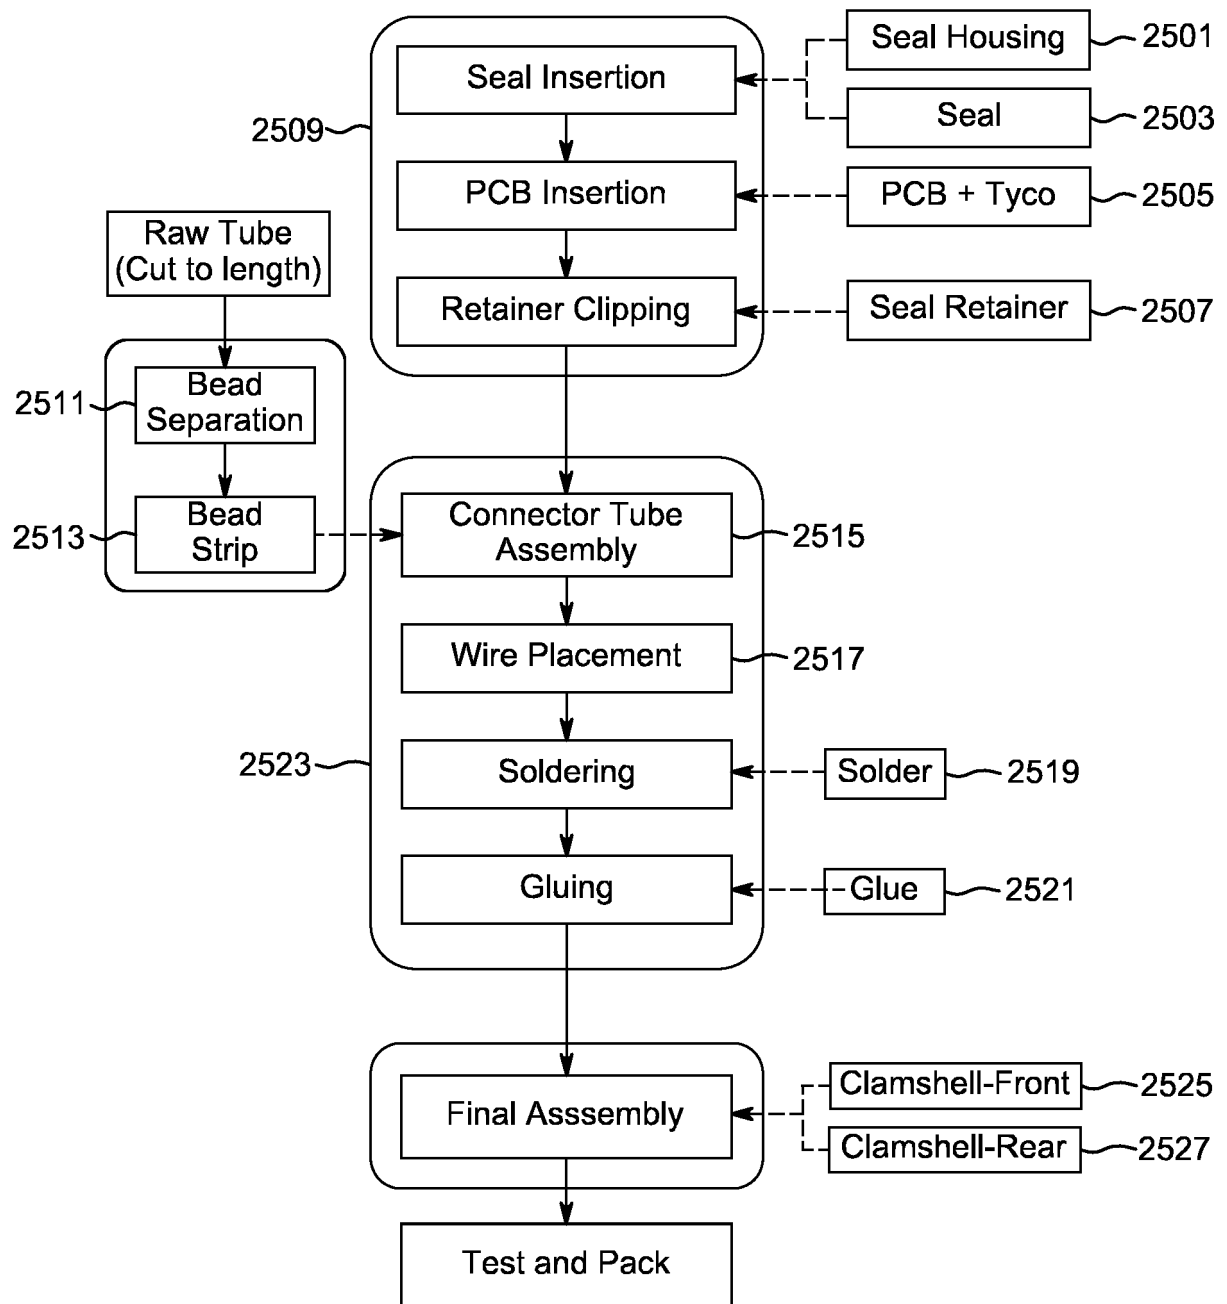 Seal Housing
2501
Seal Insertion
Seal
2503
2509
PCB Insertion
PCB + Tyco
2505
Raw Tube
(Cut to length)
Retainer Clipping
Seal Retainer
2507
2511
Bead
Separation
2513
Bead
Strip
Connector Tube
Assembly
2515
Wire Placement
2517
2523
Soldering
Solder
2519
Gluing
Glue
2521
Final Asssembly
Clamshell-Front
2525
Clamshell-Rear
2527
Test and Pack